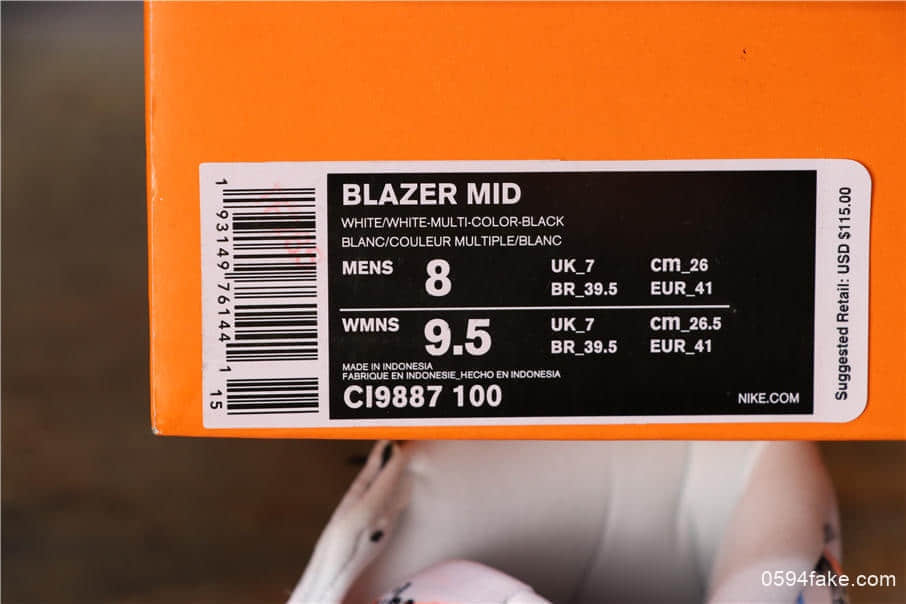 BLAZER MID
WHITE/WHITE-MULTI-COLOR-BLACK
BLANC/COULEUR MULTIPLE/BLANC
MENS 8 UK_7 cm_26
BR_39.5 EUR_41
WMNS 9.5 UK_7 cm_26.5
BR_39.5 EUR_41
MADE IN INDONESIA
FABRIQUE EN INDONESIE_HECHO EN INDONESIA
CI9887 100
NIKE.COM
1 93149 76144 1 15
Suggested Retail: USD $115.00
0594fake.com